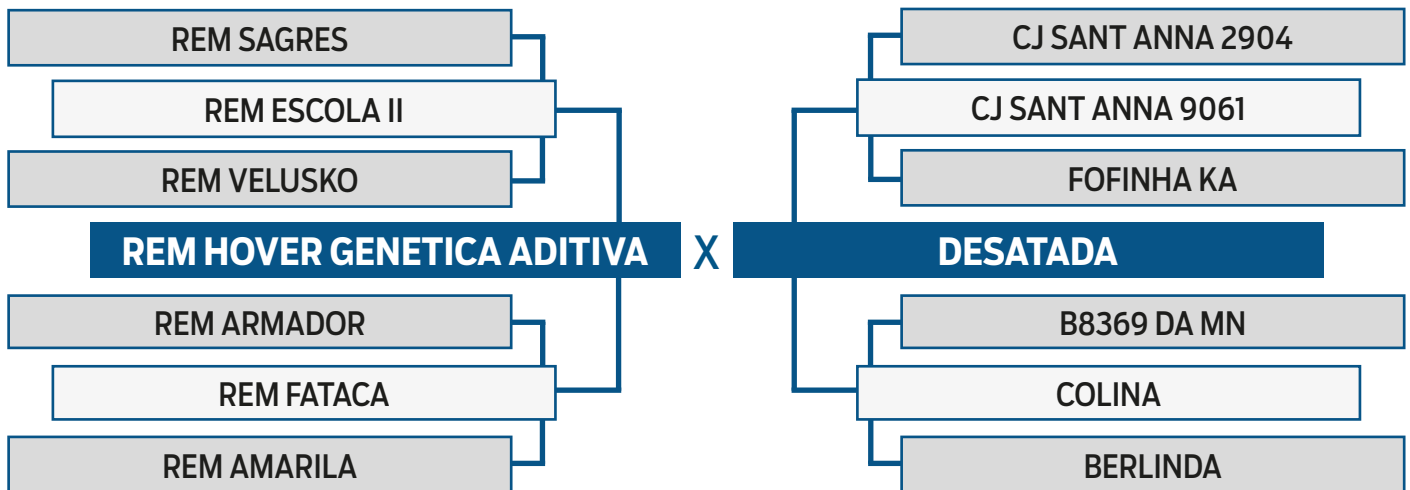 REM SAGRES
REM ESCOLA II
REM VELUSKO
REM HOVER GENETICA ADITIVA
REM ARMADOR
REM FATACA
REM AMARILA
X
CJ SANT ANNA 2904
CJ SANT ANNA 9061
FOFINHA KA
DESATADA
B8369 DA MN
COLINA
BERLINDA